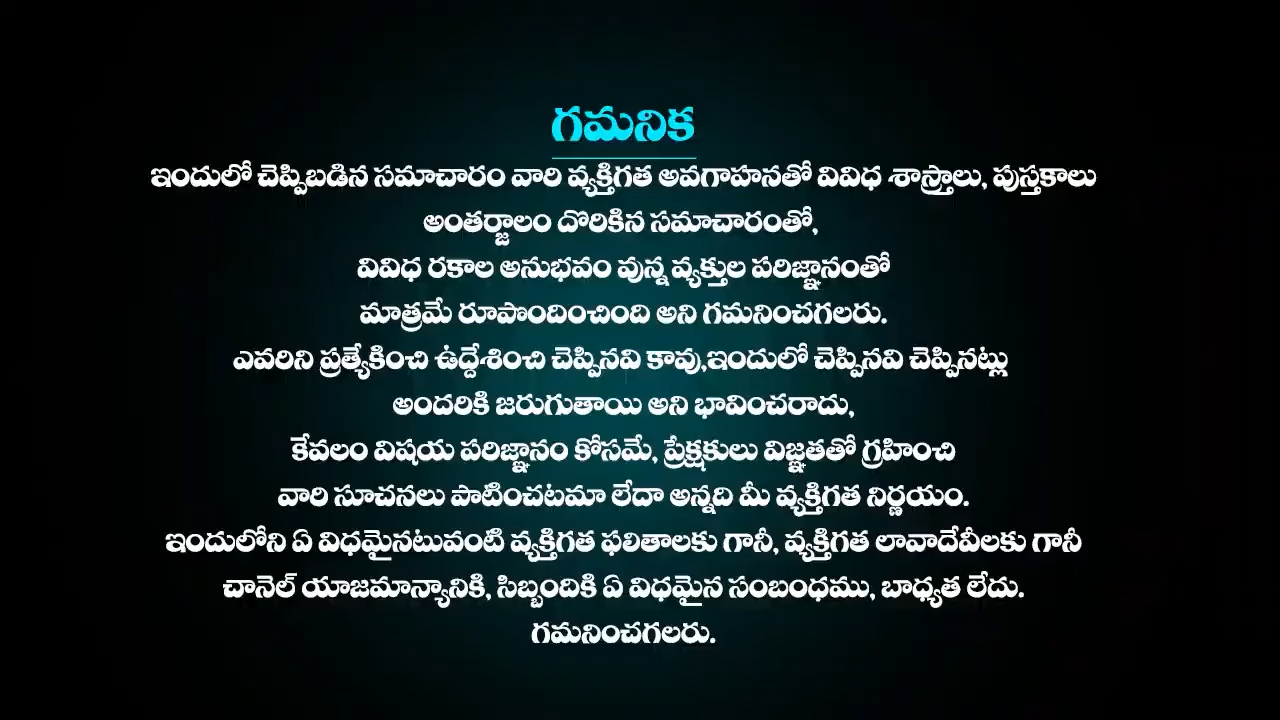 గమనిక
ఇందులో చెప్పిబడిన సమాచారం వారి వ్యక్తిగత అవగాహనతో వివిధ శాస్త్రాలు, పుస్తకాలు
అంతర్జాలం దొరికిన సమాచారంతో,
వివిధ రకాల అనుభవం వున్న వ్యక్తుల పరిజ్ఞానంతో
మాత్రమే రూపొందించింది అని గమనించగలరు.
ఎవరిని ప్రత్యేకించి ఉద్దేశించి చెప్పినవి కావు,ఇందులో చెప్పినవి చెప్పినట్లు
అందరికి జరుగుతాయి అని భావించరాదు,
కేవలం విషయ పరిజ్ఞానం కోసమే, ప్రేక్షకులు విజ్ఞతతో గ్రహించి
వారి సూచనలు పాటించటమా లేదా అన్నది మీ వ్యక్తిగత నిర్ణయం.
ఇందులోని ఏ విధమైనటువంటి వ్యక్తిగత ఫలితాలకు గానీ, వ్యక్తిగత లావాదేవీలకు గానీ
చానెల్ యాజమాన్యానికి, సిబ్బందికి ఏ విధమైన సంబంధము, బాధ్యత లేదు.
గమనించగలరు.